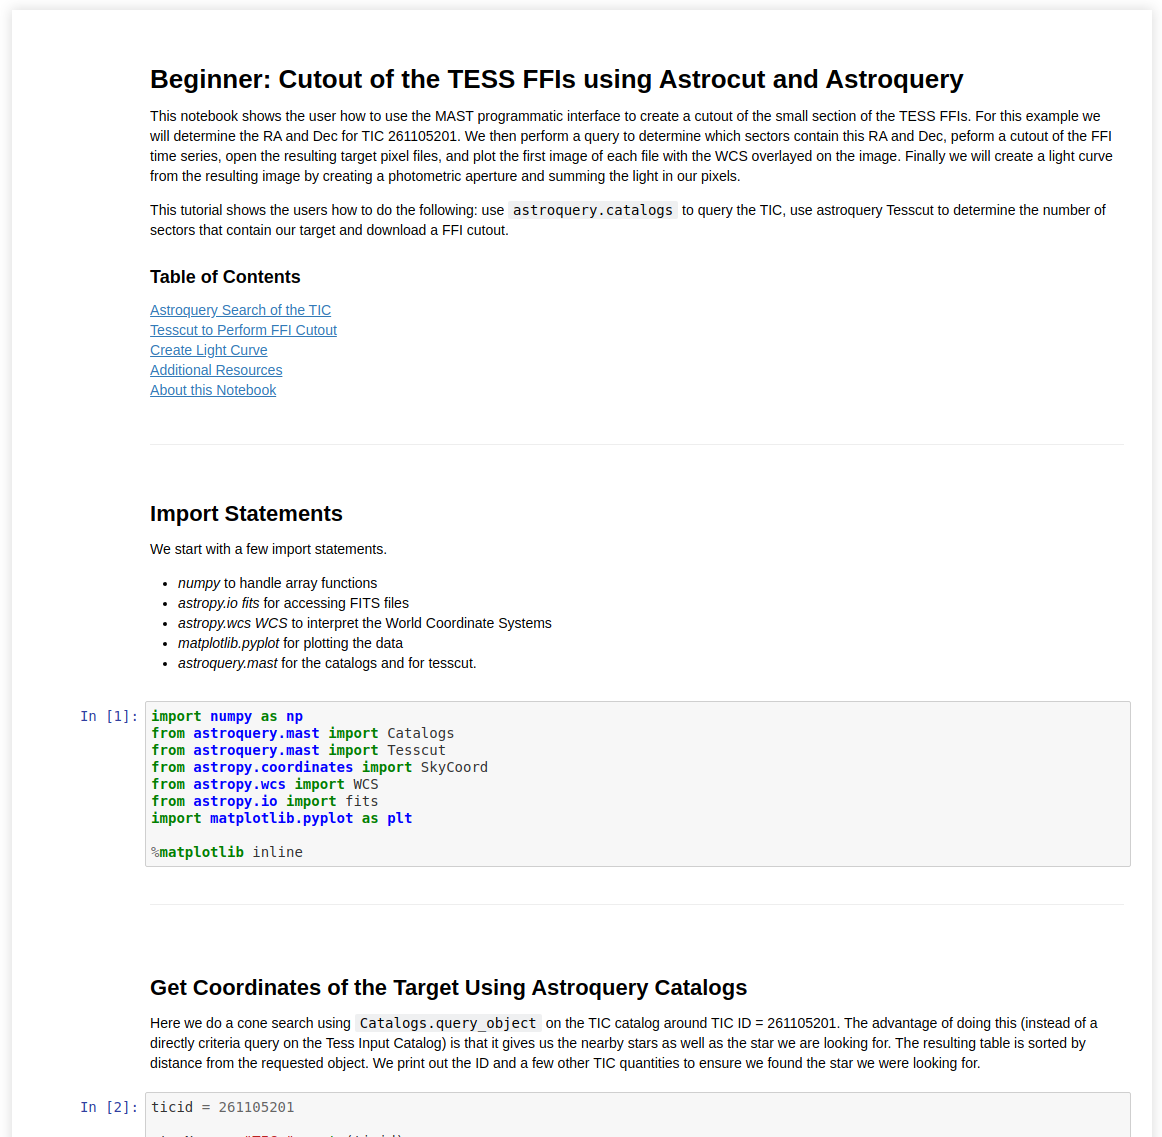 Beginner: Cutout of the TESS FFIs using Astrocut and Astroquery
This notebook shows the user how to use the MAST programmatic interface to create a cutout of the small section of the TESS FFIs. For this example we
will determine the RA and Dec for TIC 261105201. We then perform a query to determine which sectors contain this RA and Dec, peform a cutout of the FFI
time series, open the resulting target pixel files, and plot the first image of each file with the WCS overlayed on the image. Finally we will create a light curve
from the resulting image by creating a photometric aperture and summing the light in our pixels.
This tutorial shows the users how to do the following: use astroquery.catalogs to query the TIC, use astroquery Tesscut to determine the number of
sectors that contain our target and download a FFI cutout.
Table of Contents
Astroquery Search of the TIC
Tesscut to Perform FFI Cutout
Create Light Curve
Additional Resources
About this Notebook
Import Statements
We start with a few import statements.
• numpy to handle array functions
• astropy.io fits for accessing FITS files
• astropy.wcs WCS to interpret the World Coordinate Systems
• matplotlib.pyplot for plotting the data
• astroquery.mast for the catalogs and for tesscut.
In [1]: import numpy as np
from astroquery.mast import Catalogs
from astroquery.mast import Tesscut
from astropy.coordinates import SkyCoord
from astropy.wcs import WCS
from astropy.io import fits
import matplotlib.pyplot as plt
%matplotlib inline
Get Coordinates of the Target Using Astroquery Catalogs
Here we do a cone search using Catalogs.query_object on the TIC catalog around TIC ID = 261105201. The advantage of doing this (instead of a
directly criteria query on the Tess Input Catalog) is that it gives us the nearby stars as well as the star we are looking for. The resulting table is sorted by
distance from the requested object. We print out the ID and a few other TIC quantities to ensure we found the star we were looking for.
In [2]: ticid = 261105201